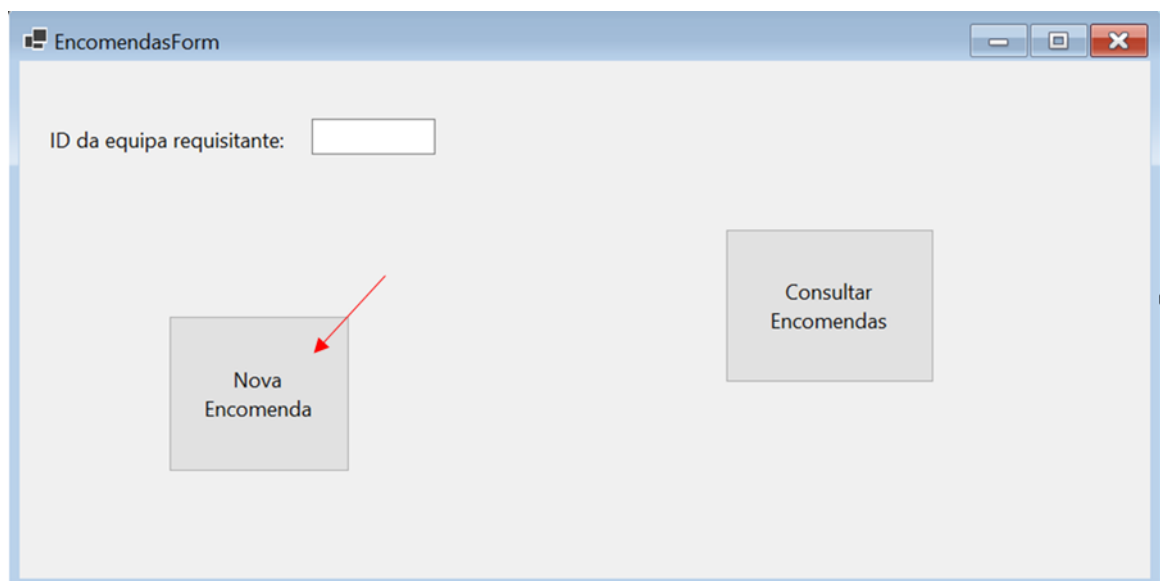 EncomendasForm
ID da equipa requisitante:
Consultar
Encomendas
Nova
Encomenda